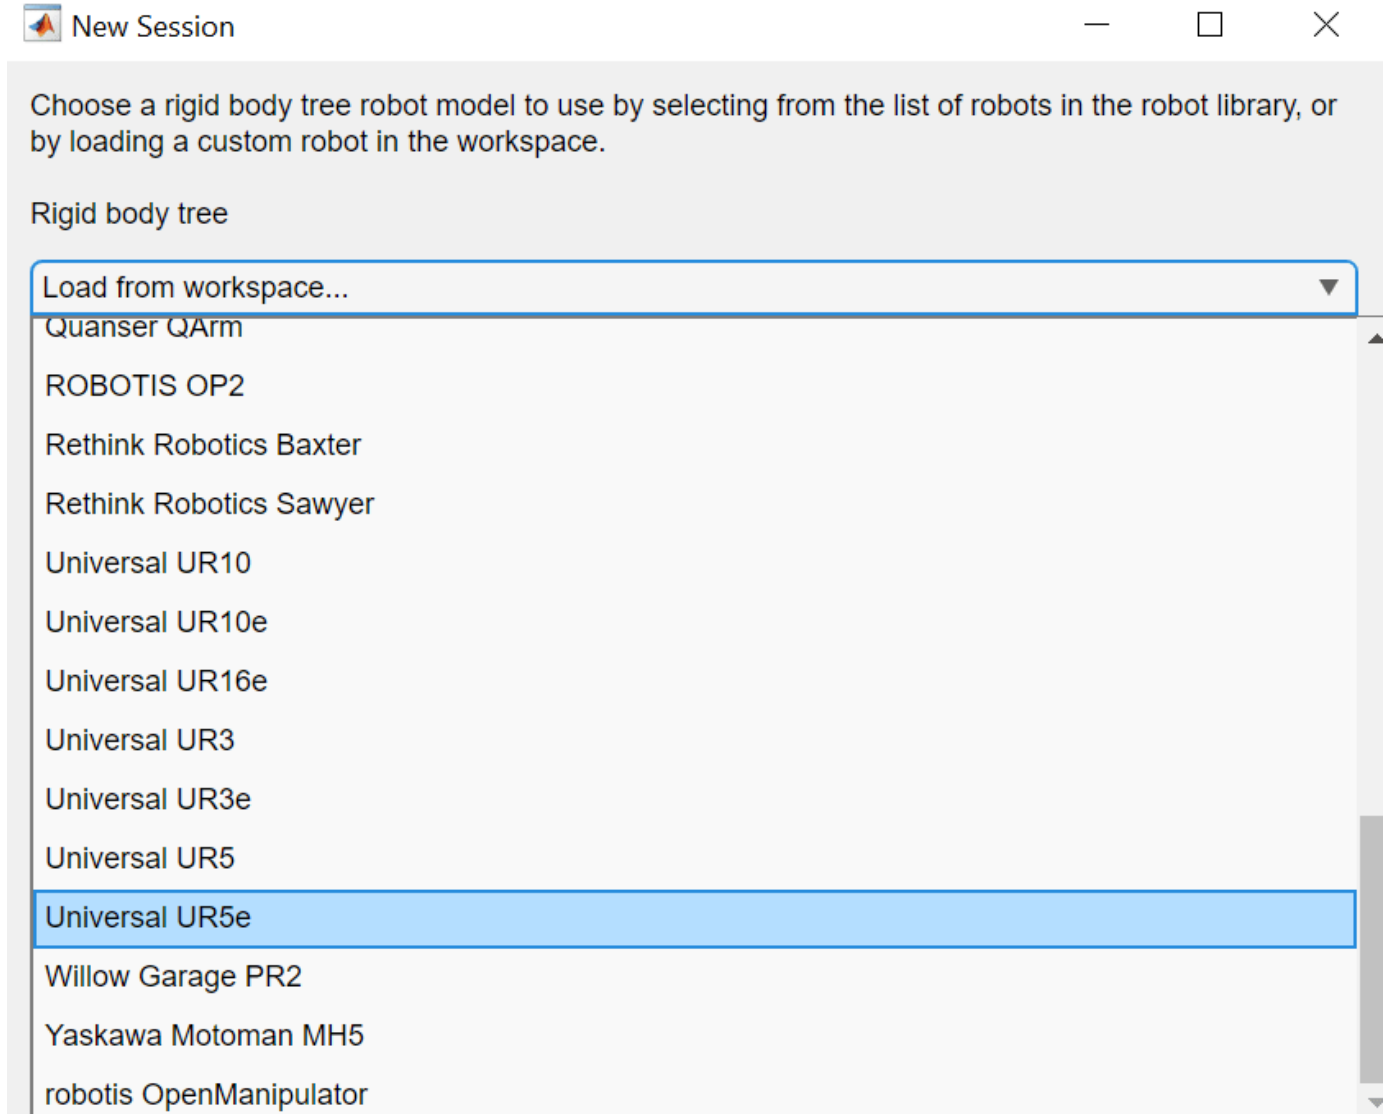 New Session
Choose a rigid body tree robot model to use by selecting from the list of robots in the robot library, or
by loading a custom robot in the workspace.
Rigid body tree
Load from workspace...
Quanser QArm
ROBOTIS OP2
Rethink Robotics Baxter
Rethink Robotics Sawyer
Universal UR10
Universal UR10e
Universal UR16e
Universal UR3
Universal UR3e
Universal UR5
Universal UR5e
Willow Garage PR2
Yaskawa Motoman MH5
robotis OpenManipulator